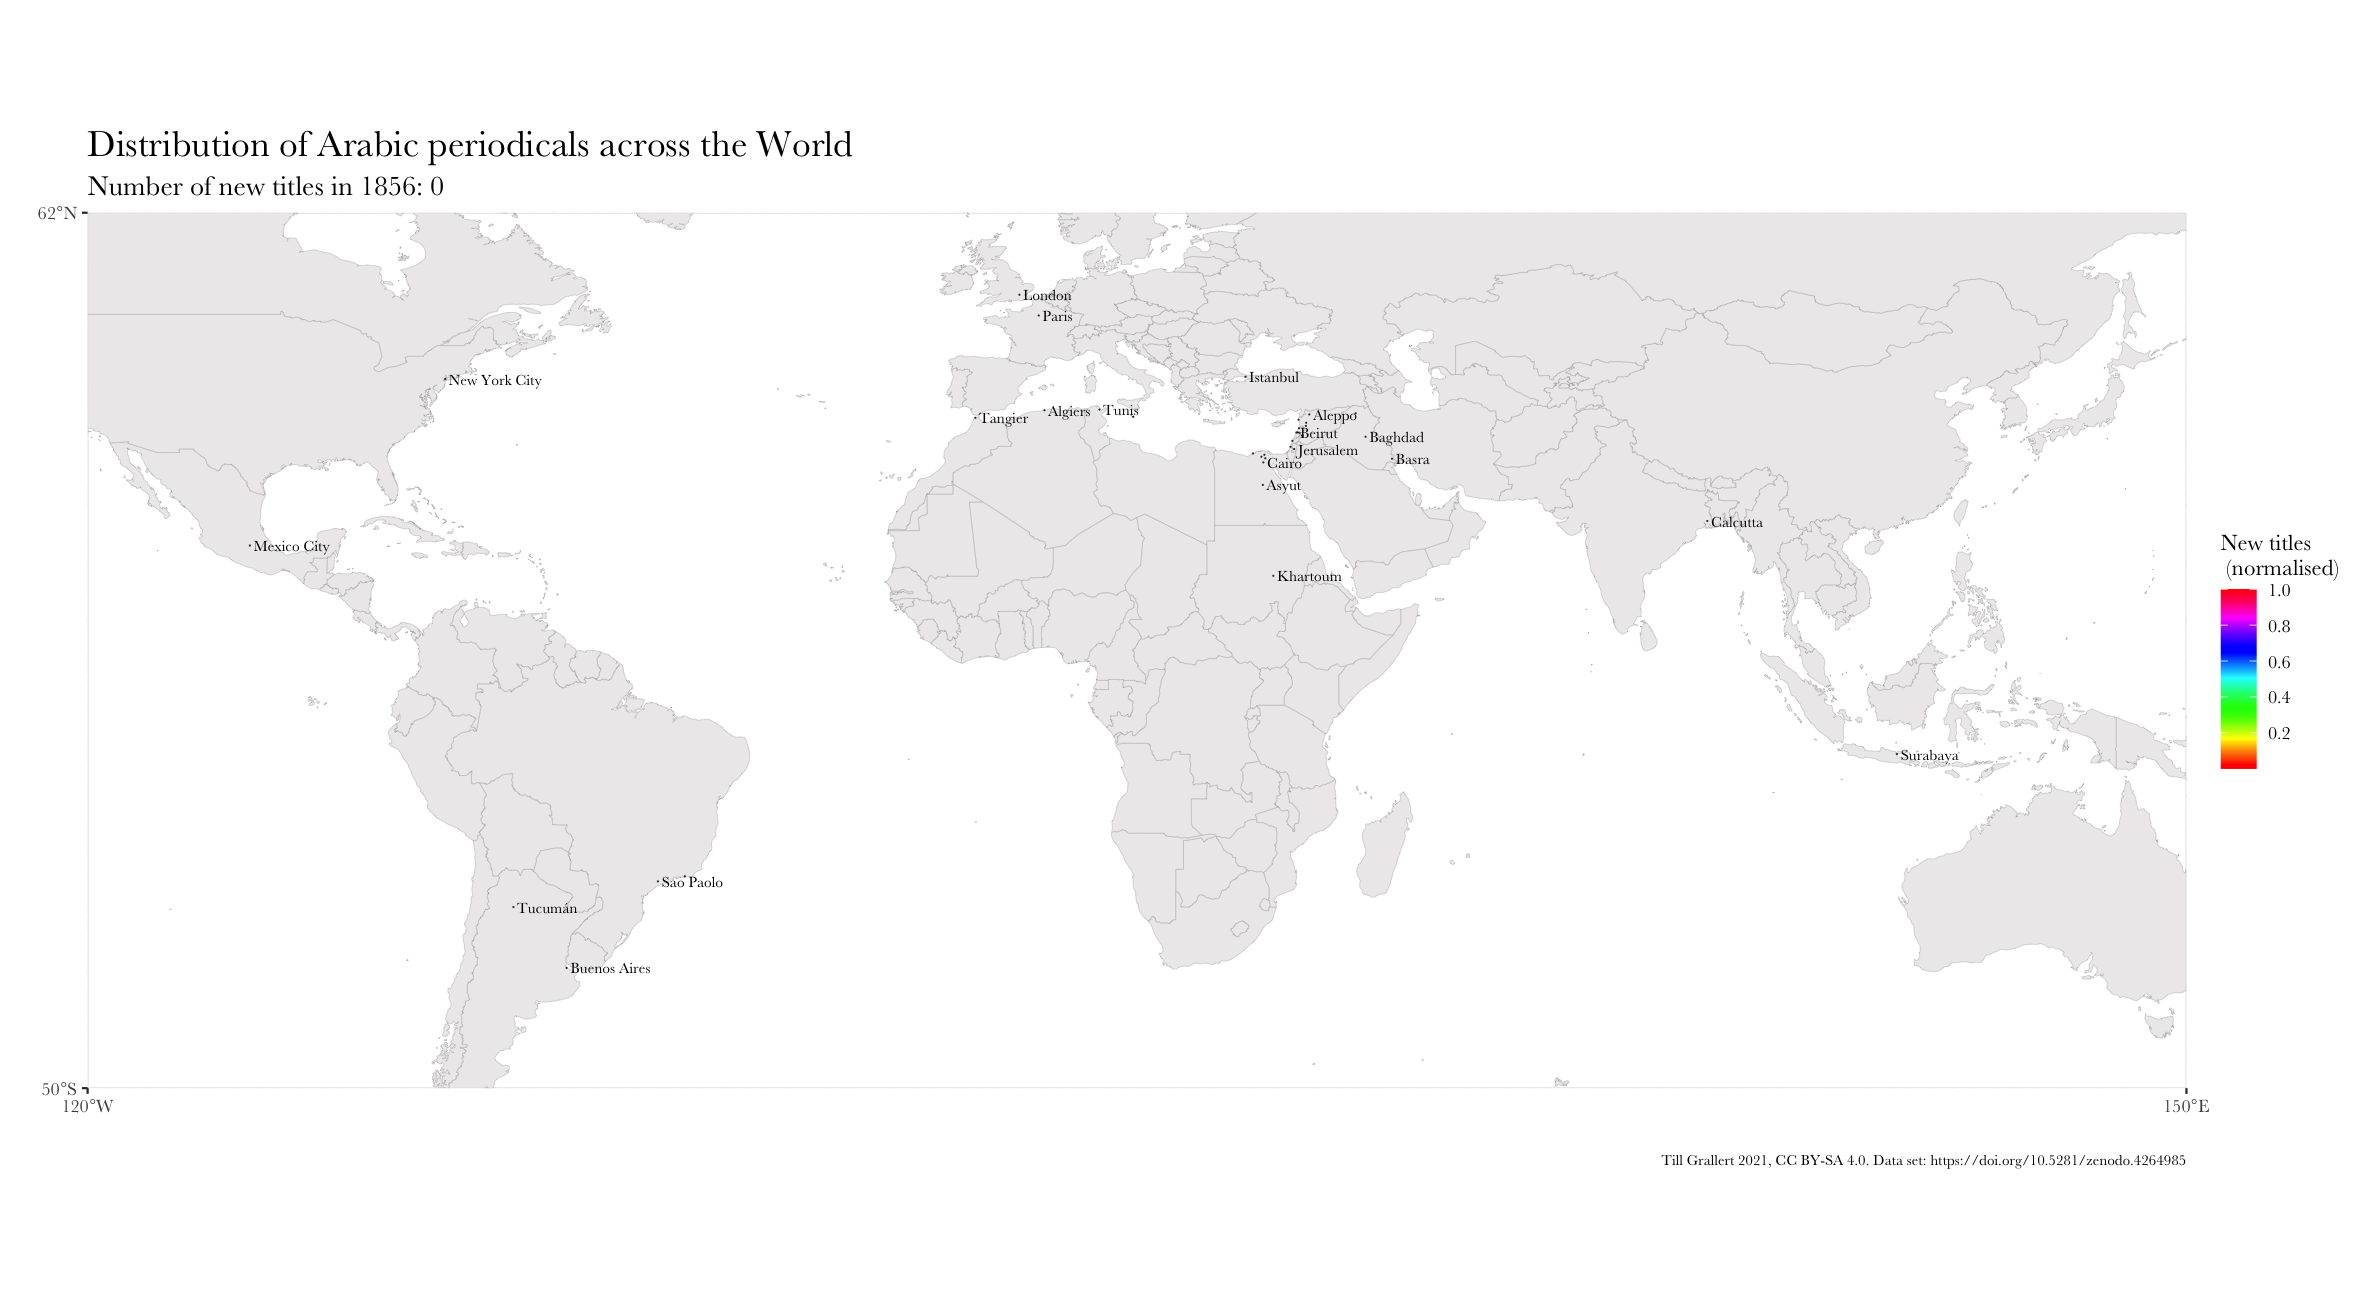 Distribution of Arabic periodicals across the World
Number of new titles in 1856: 0
62°N
London
Paris
New York City
Istanbul
Tangier
Algiers
Tunis
Aleppo
Beirut
Baghdad
Jerusalem
Cairo
Basra
Asyut
Calcutta
Mexico City
Khartoum
New titles
(normalised)
1.0
0.8
0.6
0.4
0.2
Surabaya
São Paolo
Tucumán
Buenos Aires
50°S
120°W
150°E
Till Grallert 2021, CC BY-SA 4.0. Data set: https://doi.org/10.5281/zenodo.4264985